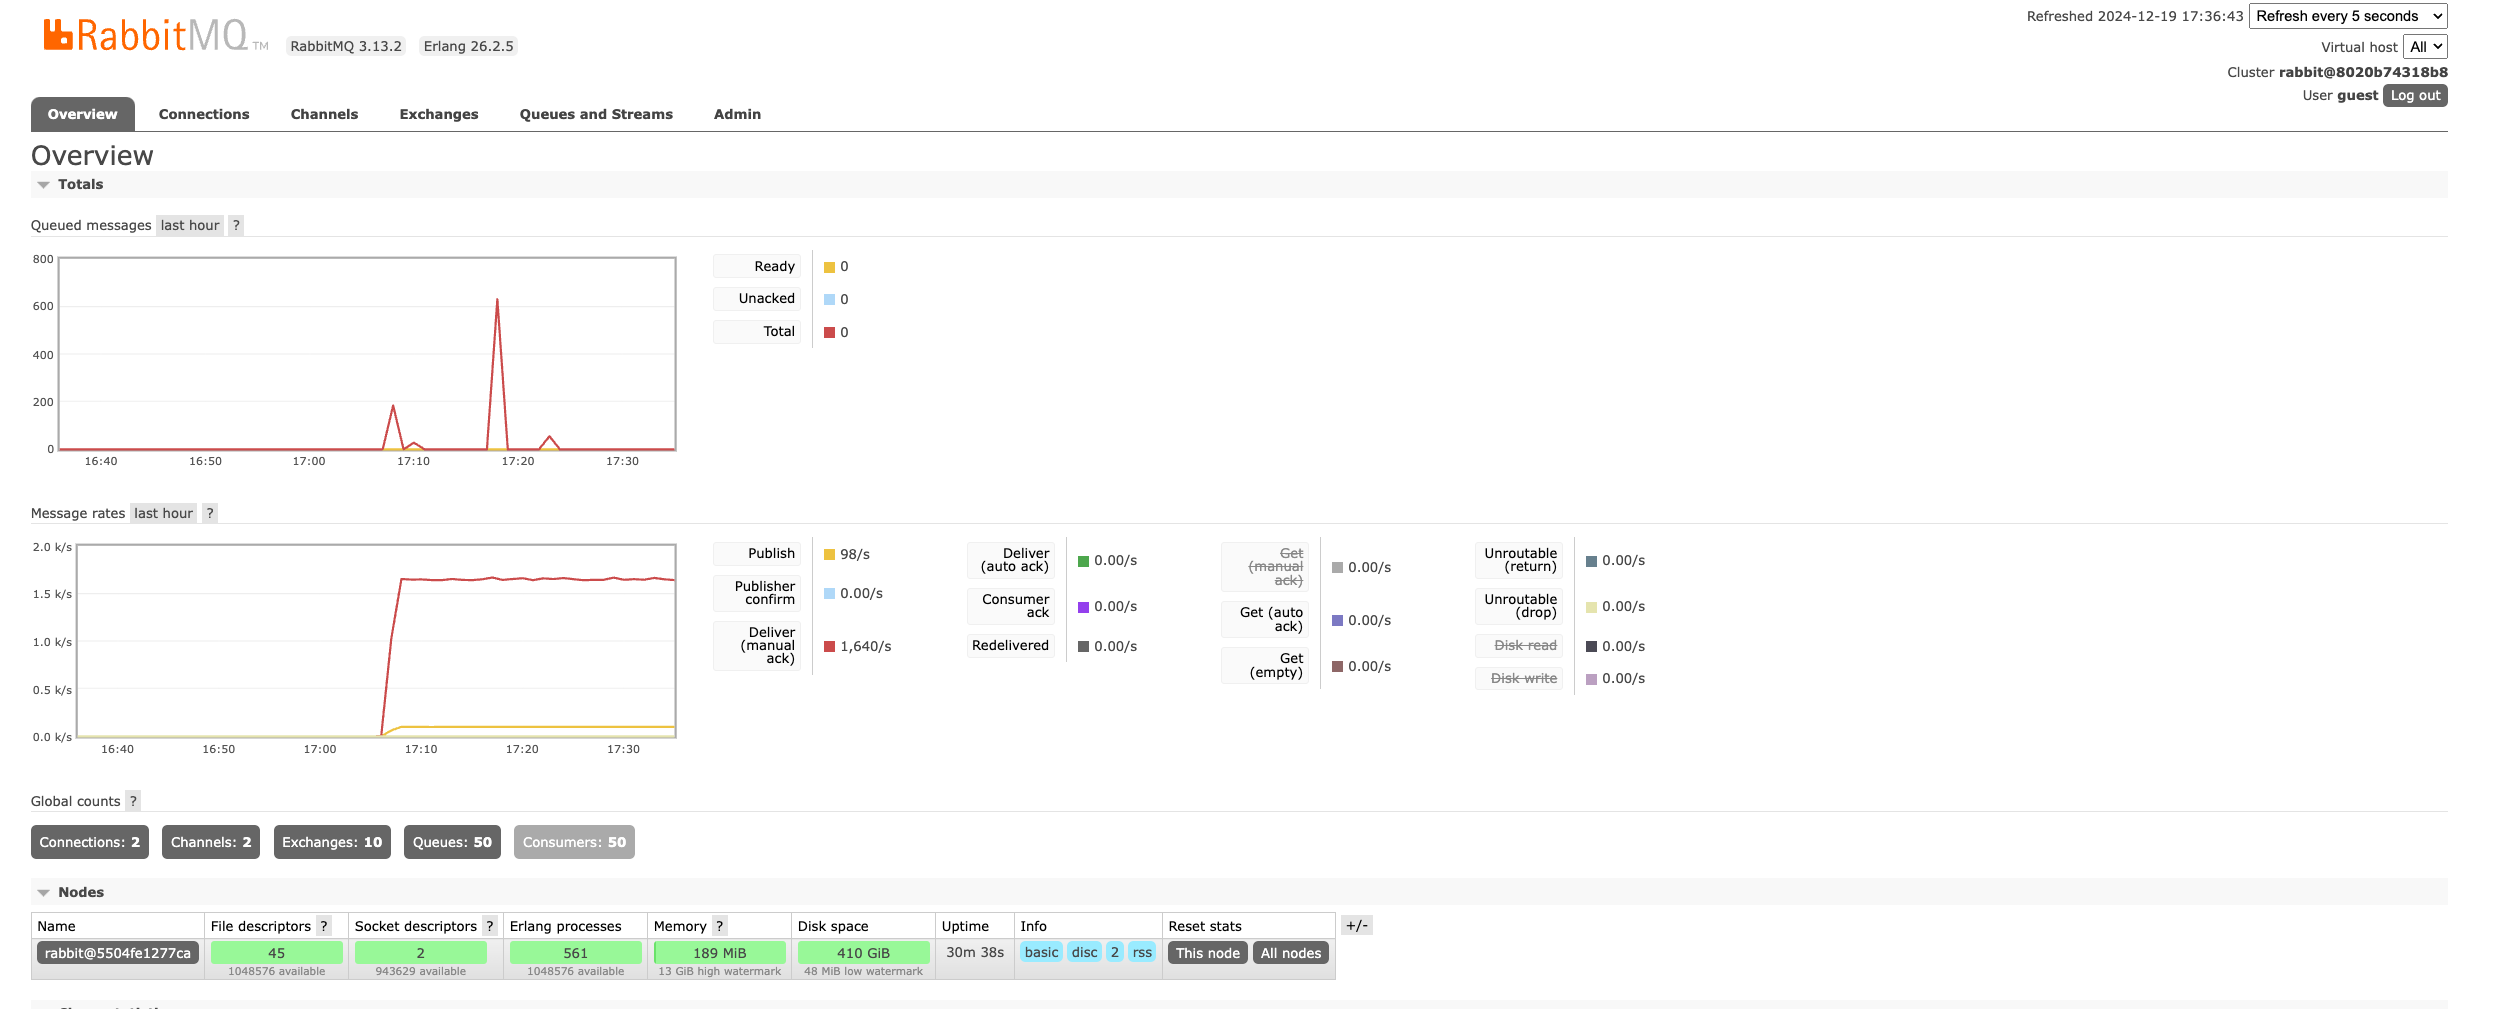 RabbitMQ TM RabbitMQ 3.13.2 Erlang 26.2.5
Refreshed 2024-12-19 17:36:43 Refresh every 5 seconds
Virtual host All
Cluster rabbit@8020b74318b8
User guest Log out
Overview Connections Channels Exchanges Queues and Streams Admin
Overview
Totals
Queued messages last hour ?
800
600
400
200
0
16:40 16:50 17:00 17:10 17:20 17:30
Ready 0
Unacked 0
Total 0
Message rates last hour ?
2.0 k/s
1.5 k/s
1.0 k/s
0.5 k/s
0.0 k/s
16:40 16:50 17:00 17:10 17:20 17:30
Publish 98/s
Publisher
confirm 0.00/s
Deliver
(manual
ack) 1,640/s
Deliver
(auto ack) 0.00/s
Consumer
ack 0.00/s
Redelivered 0.00/s
Get
(manual
ack) 0.00/s
Get (auto
ack) 0.00/s
Get
(empty) 0.00/s
Unroutable
(return) 0.00/s
Unroutable
(drop) 0.00/s
Disk read 0.00/s
Disk write 0.00/s
Global counts ?
Connections: 2 Channels: 2 Exchanges: 10 Queues: 50 Consumers: 50
Nodes
Name File descriptors ? Socket descriptors ? Erlang processes Memory ? Disk space Uptime Info Reset stats +/-
rabbit@5504fe1277ca 45 2 561 189 MiB 410 GiB 30m 38s basic disc 2 rss This node All nodes
1048576 available 943629 available 1048576 available 13 GiB high watermark 48 MiB low watermark